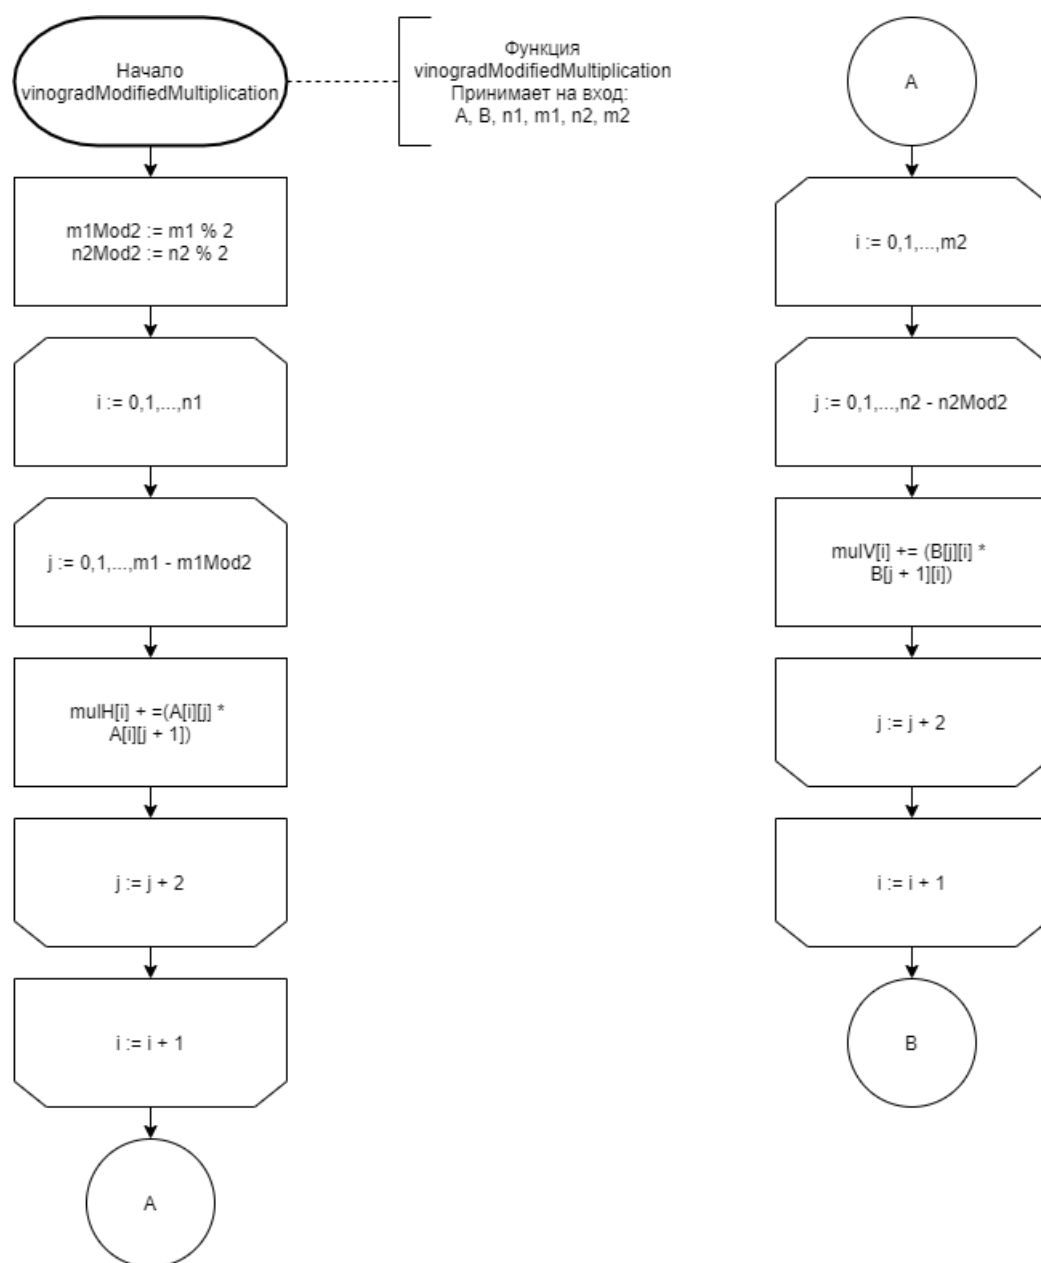 Начало
vinogradModifiedMultiplication
Функция
vinogradModifiedMultiplication
Принимает на вход:
A, B, n1, m1, n2, m2
m1Mod2 := m1 % 2
n2Mod2 := n2 % 2
i := 0,1,...,n1
j := 0,1,...,m1 - m1Mod2
mulH[i] + =(A[i][j] *
A[i][j + 1])
j := j + 2
i := i + 1
A
A
i := 0,1,...,m2
j := 0,1,...,n2 - n2Mod2
mulV[i] += (B[j][i] *
B[j + 1][i])
j := j + 2
i := i + 1
B